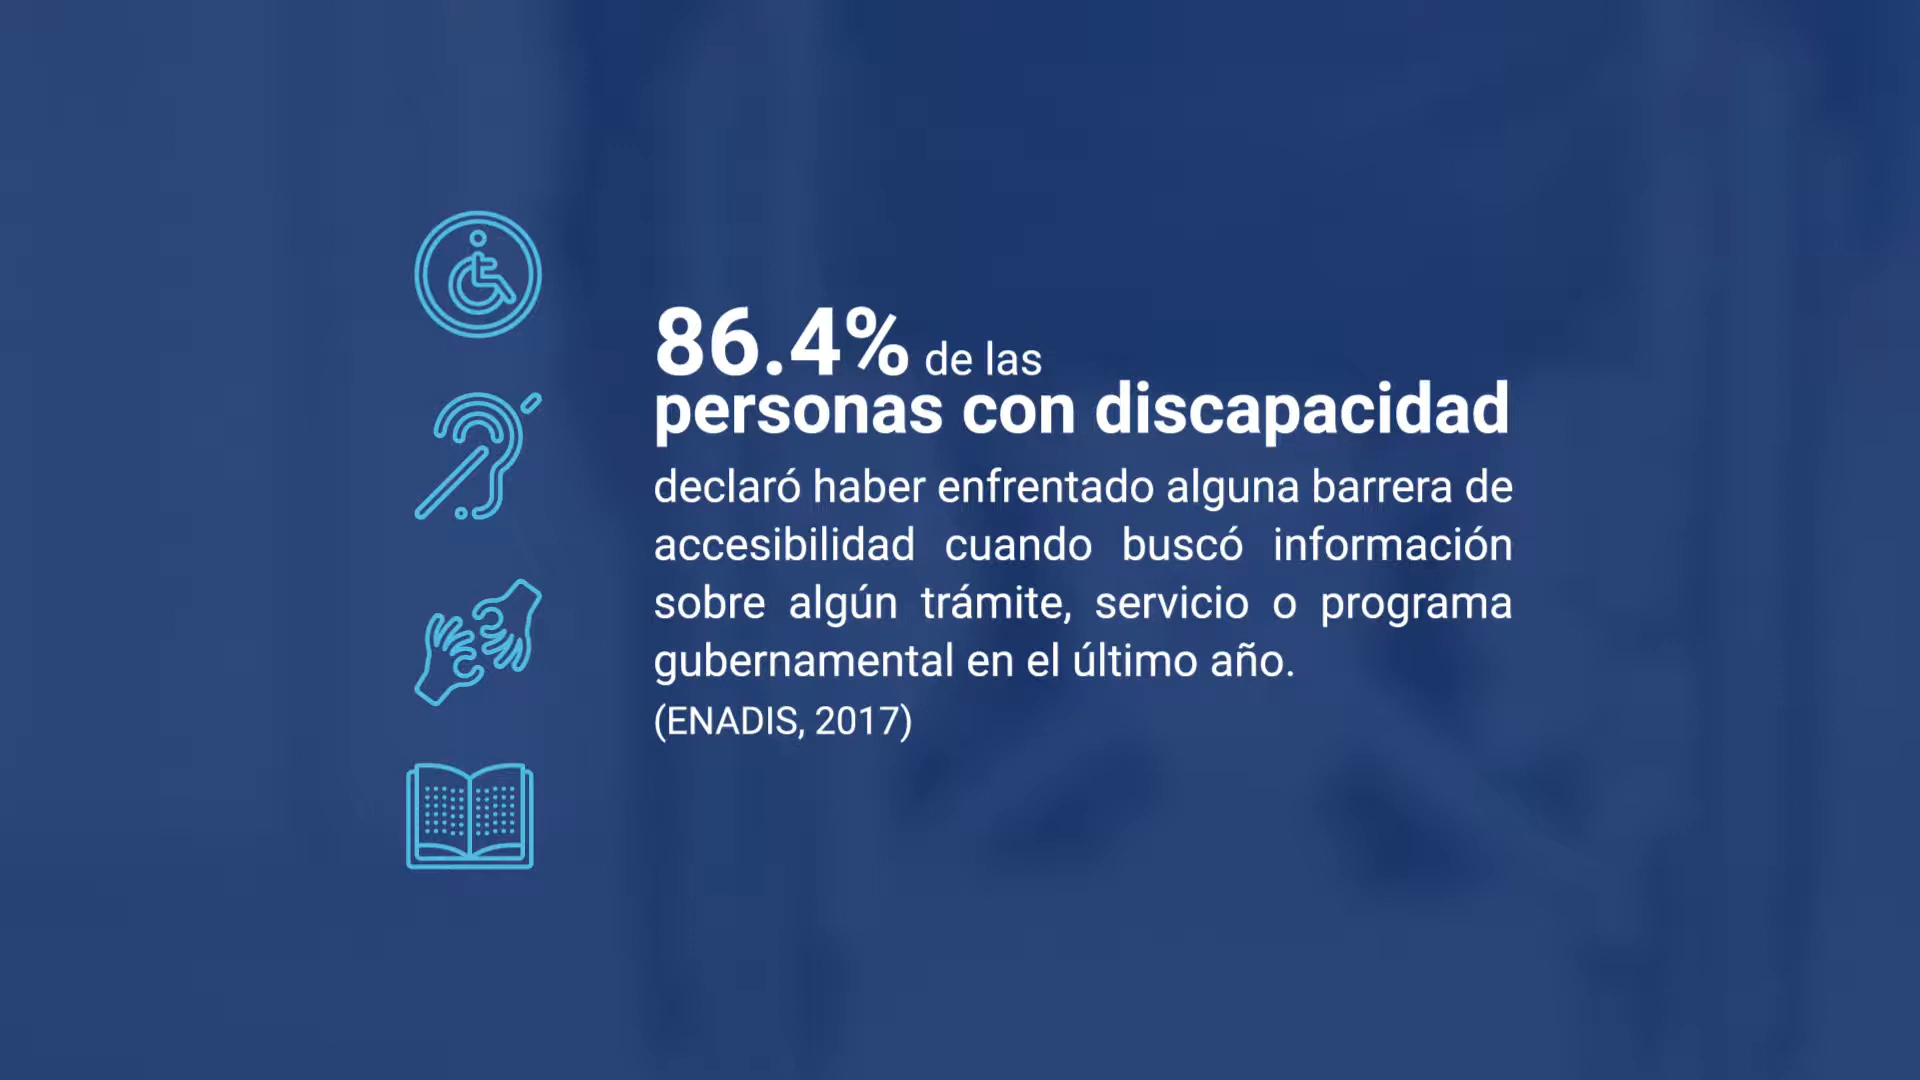 86.4% de las
personas con discapacidad
declaró haber enfrentado alguna barrera de
accesibilidad cuando buscó información
sobre algún trámite, servicio o programa
gubernamental en el último año.
(ENADIS, 2017)